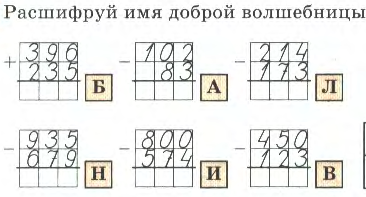 Расшифруй имя доброй волшебницы
+ 396 − 102 − 214
235 Б 83 А 173 Л
− 935 − 800 − 450
679 Н 574 И 123 В